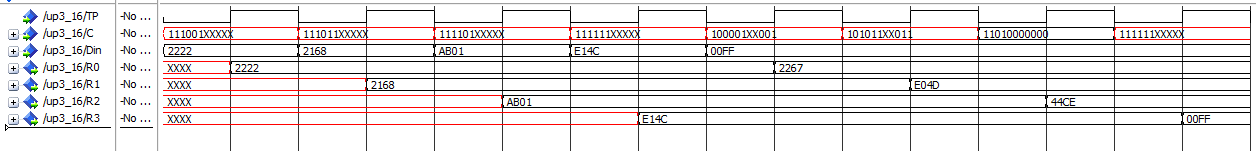 /up3_16/TP -No ...
/up3_16/C -No ... 111001XXXXX 111011XXXXX 111101XXXXX 111111XXXXX 100001XX001 101011XX011 11010000000 111111XXXXX
/up3_16/Din -No ... 2222 2168 AB01 E14C 00FF
/up3_16/R0 -No ... XXXX 2222 2267
/up3_16/R1 -No ... XXXX 2168 E04D
/up3_16/R2 -No ... XXXX AB01 44CE
/up3_16/R3 -No ... XXXX E14C 00FF